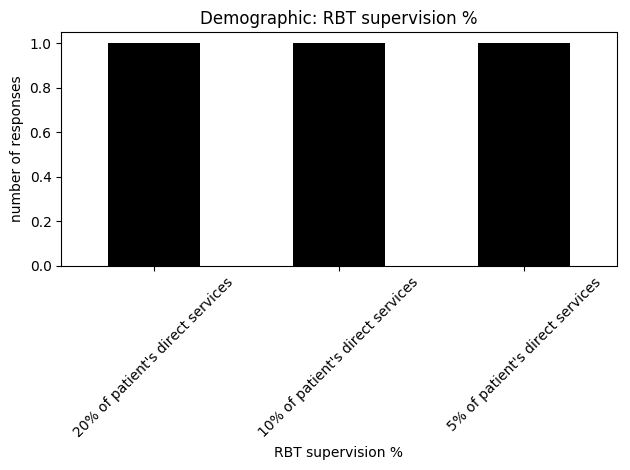 Demographic: RBT supervision %
number of responses
1.0
0.8
0.6
0.4
0.2
0.0
20% of patient's direct services
10% of patient's direct services
5% of patient's direct services
RBT supervision %